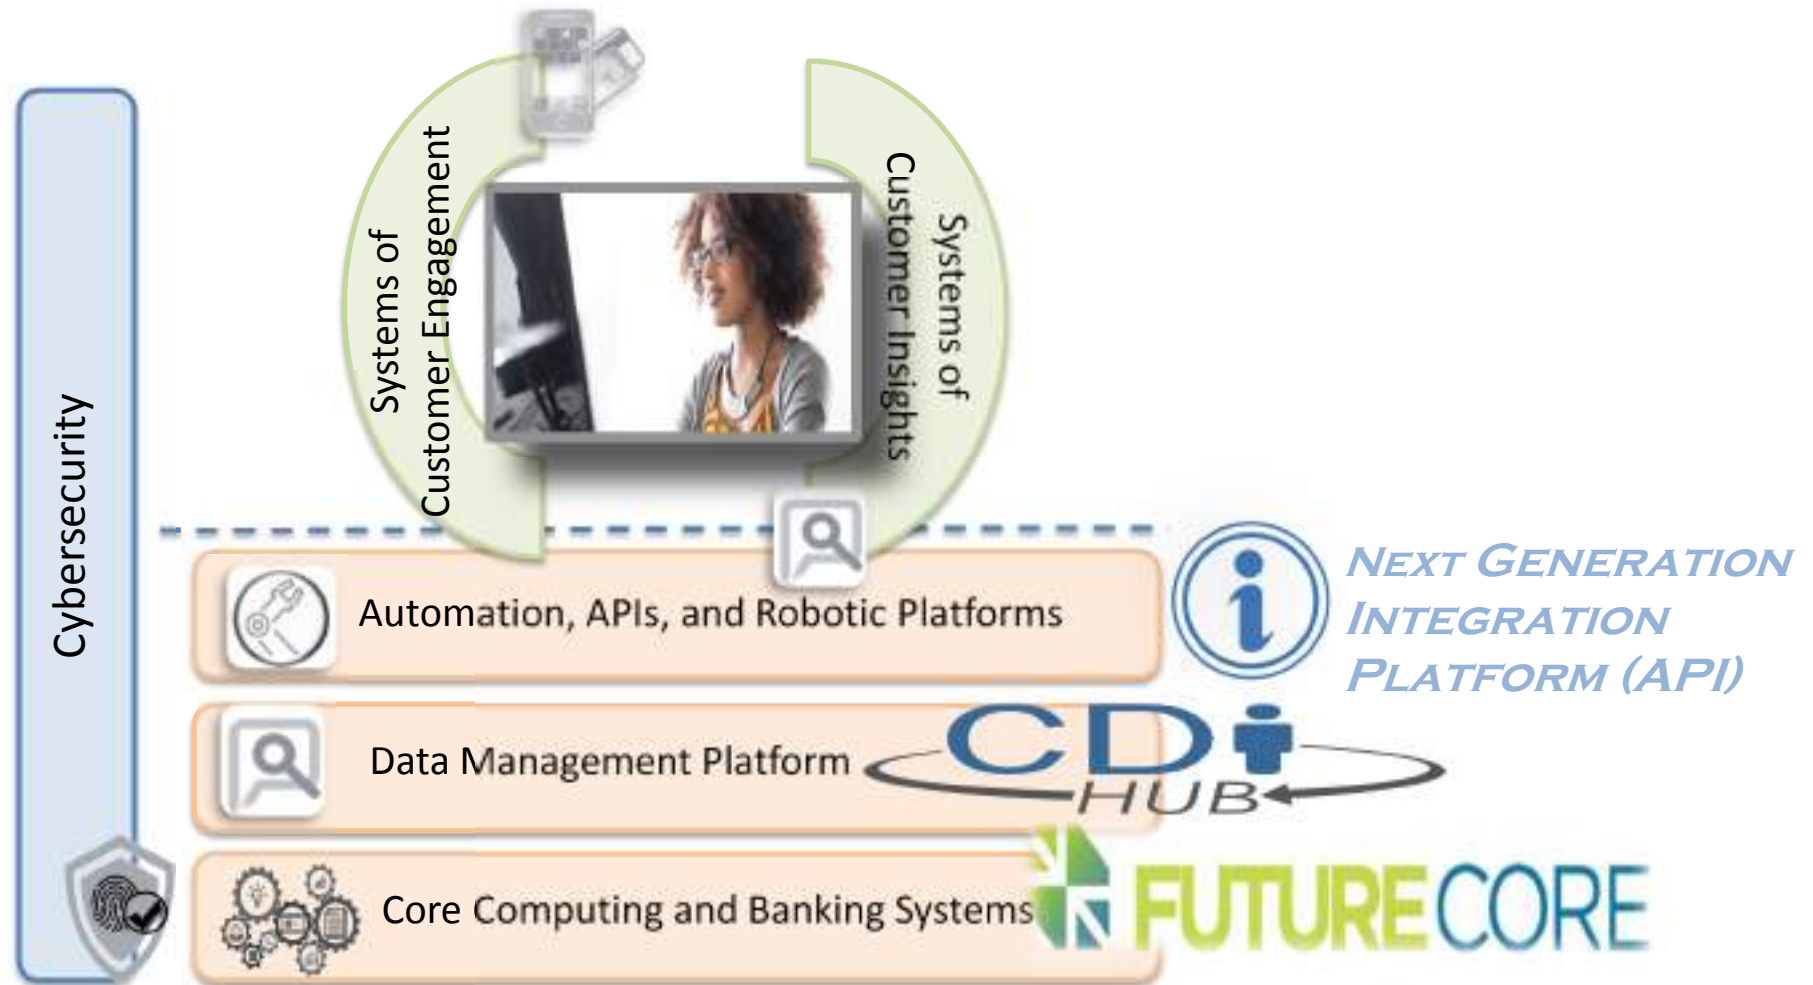 Cybersecurity
Systems of
Customer Engagement
Systems of
Customer Insights
Automation, APIs, and Robotic Platforms
NEXT GENERATION
INTEGRATION
PLATFORM (API)
Data Management Platform
CDi
HUB
Core Computing and Banking Systems
FUTURECORE